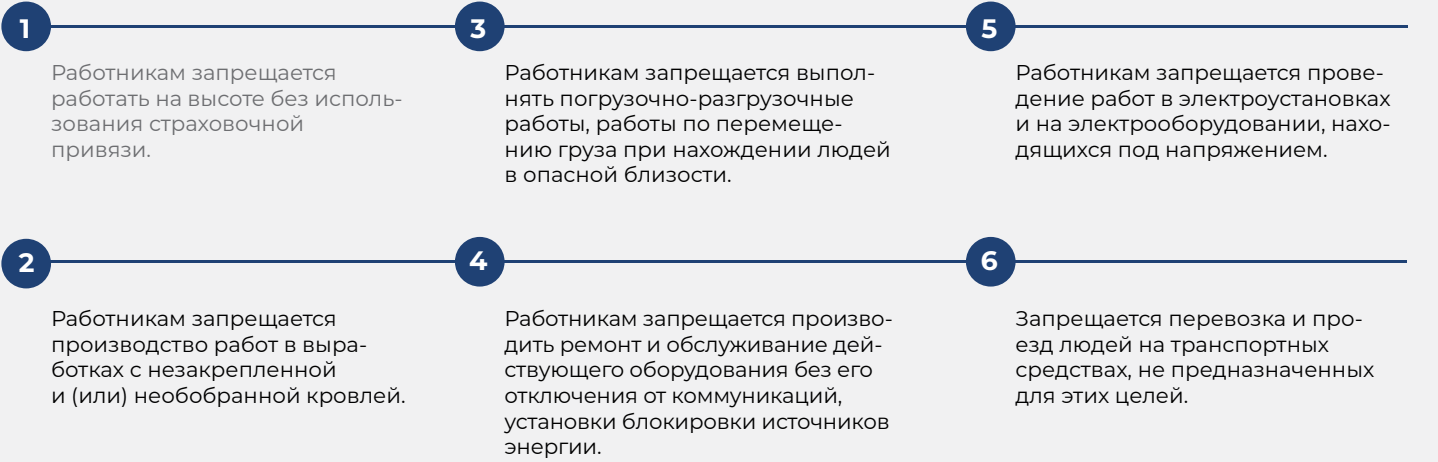 1
Работникам запрещается
работать на высоте без исполь-
зования страховочной
привязи.
2
Работникам запрещается
производство работ в выра-
ботках с незакрепленной
и (или) необобранной кровлей.
3
Работникам запрещается выпол-
нять погрузочно-разгрузочные
работы, работы по перемеще-
нию груза при нахождении людей
в опасной близости.
4
Работникам запрещается произво-
дить ремонт и обслуживание дей-
ствующего оборудования без его
отключения от коммуникаций,
установки блокировки источников
энергии.
5
Работникам запрещается прове-
дение работ в электроустановках
и на электрооборудовании, нахо-
дящихся под напряжением.
6
Запрещается перевозка и про-
езд людей на транспортных
средствах, не предназначенных
для этих целей.